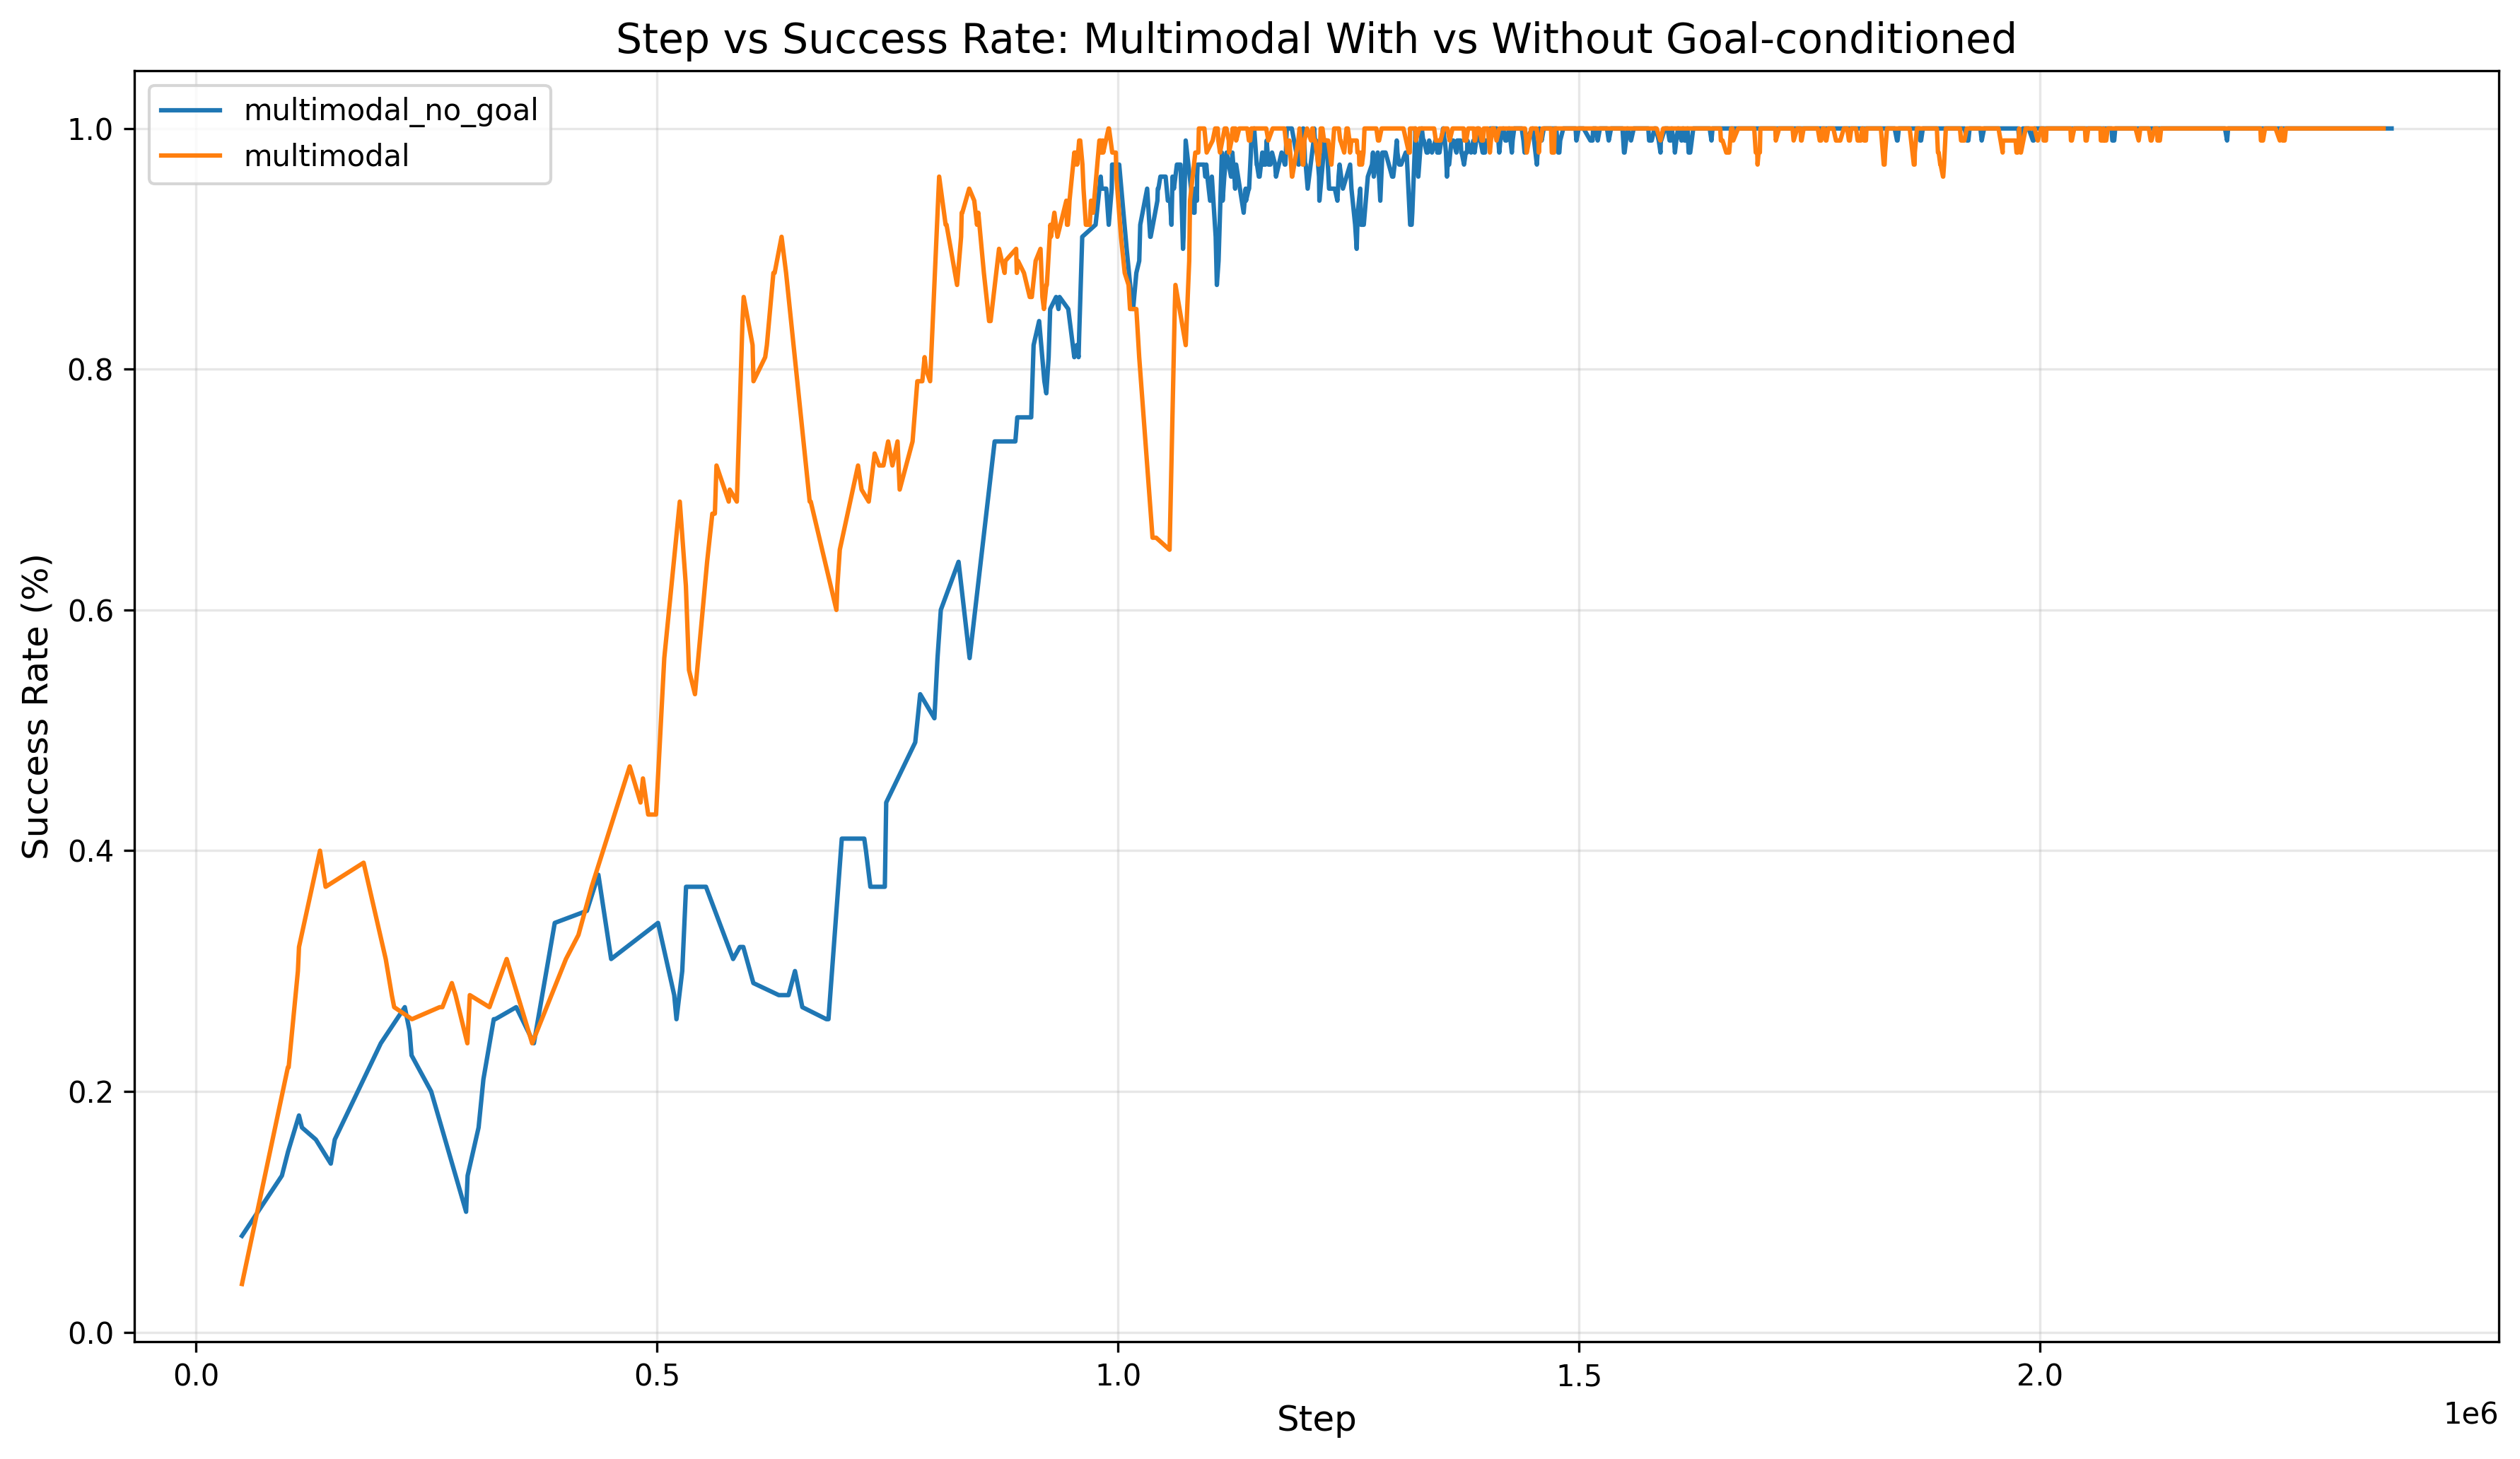 Step vs Success Rate: Multimodal With vs Without Goal-conditioned
multimodal_no_goal
multimodal
Success Rate (%)
1.0
0.8
0.6
0.4
0.2
0.0
0.0
0.5
1.0
1.5
2.0
1e6
Step